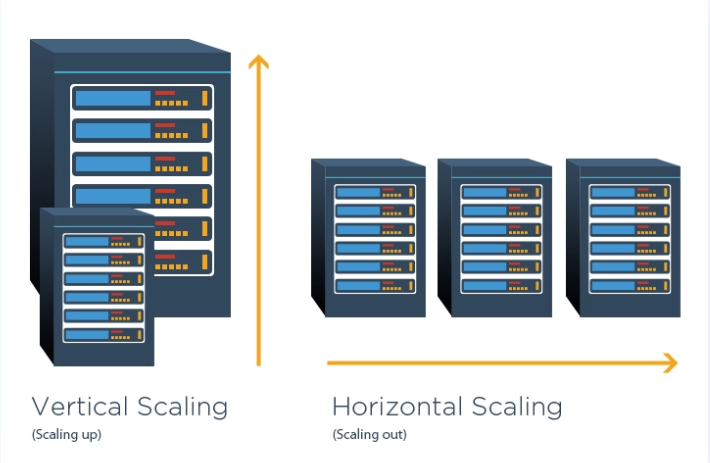 Vertical Scaling
(Scaling up)
Horizontal Scaling
(Scaling out)